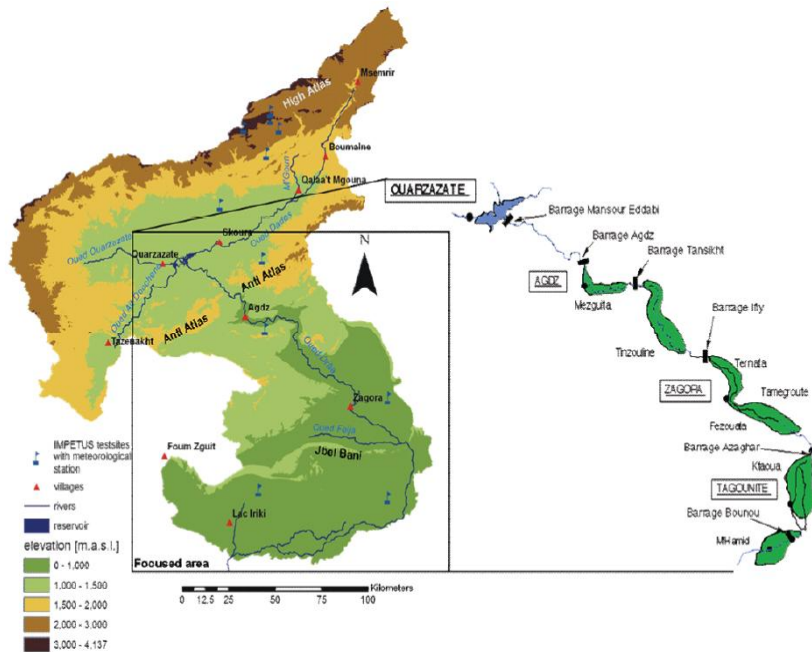 Msemrir
High Atlas
Boumalne
M'Goun
Qalaa't Mgouna
Skoura
Oued Dades
Oued Ouarzazate
Ouarzazate
N
Anti Atlas
Agdz
Anti Atlas
Tazenakht
Oued Draa
Zagora
Oued Feija
Foum Zguit
Jbel Bani
Lac Iriki
Focused area
IMPETUS testsites
with meteorological
station
villages
rivers
reservoir
elevation [m.a.s.l.]
0 - 1,000
1,000 - 1.500
1,500 - 2,000
2,000 - 3,000
3,000 - 4.137
Kilometers
0 12.5 25 50 75 100
OUARZAZATE
Barrage Mansour Eddabi
Barrage Agdz
Barrage Tansikht
AGDZ
Mezguita
Barrage Ifly
Tinzouline
Ternata
ZAGORA
Tamegroute
Fezouata
Barrage Azaghar
Ktaoua
TAGOUNITE
Barrage Bounou
M'Hamid